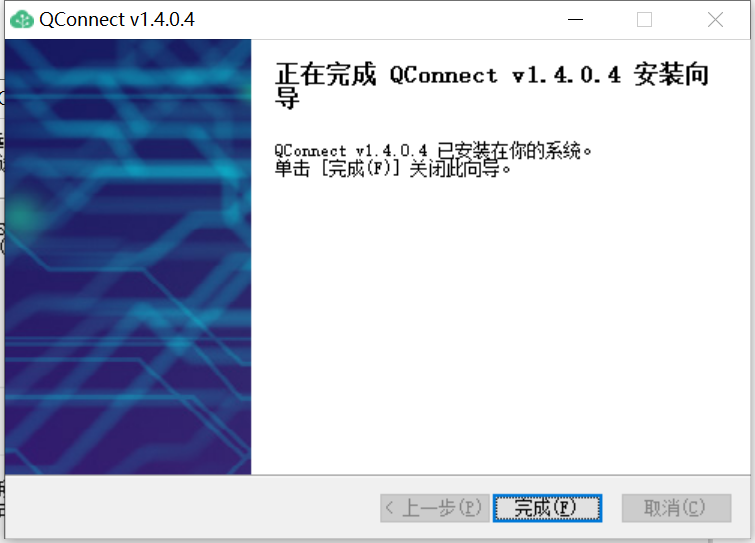 QConnect v1.4.0.4
正在完成 QConnect v1.4.0.4 安装向
导
QConnect v1.4.0.4 已安装在你的系统。
单击 [完成(F)] 关闭此向导。
< 上一步(P)
完成(F)
取消(C)